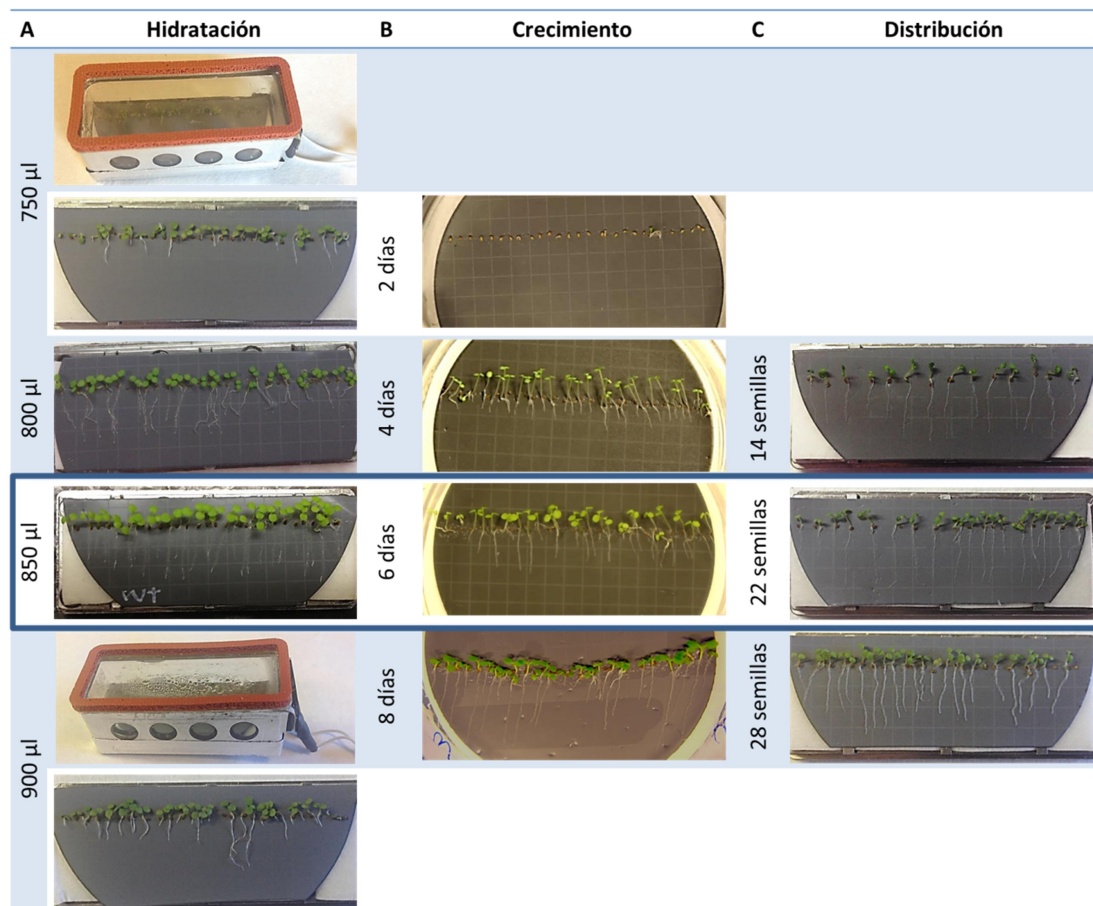 A Hidratación B Crecimiento C Distribución
750 µl
2 días
800 µl
4 días
14 semillas
850 µl
wt
6 días
22 semillas
900 µl
8 días
28 semillas
3